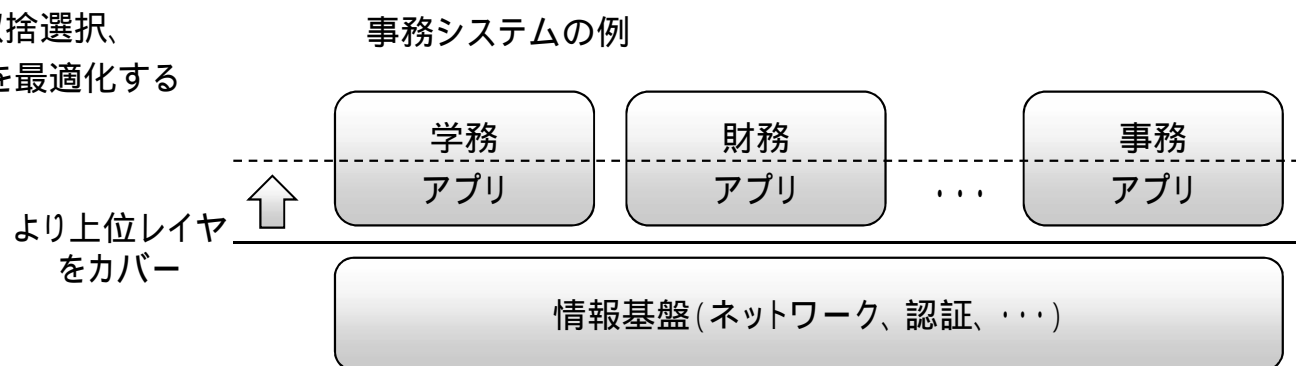 捨選択、
を最適化する
事務システムの例
学務
アプリ
財務
アプリ
・・・
事務
アプリ
より上位レイヤ
をカバー
情報基盤(ネットワーク、認証、・・・)